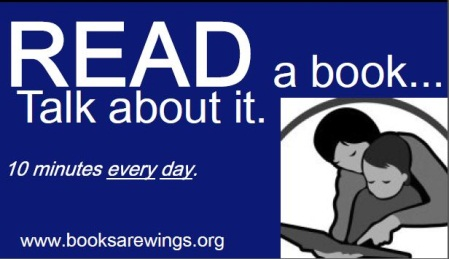 READ a book...
Talk about it.
10 minutes every day.
www.booksarewings.org